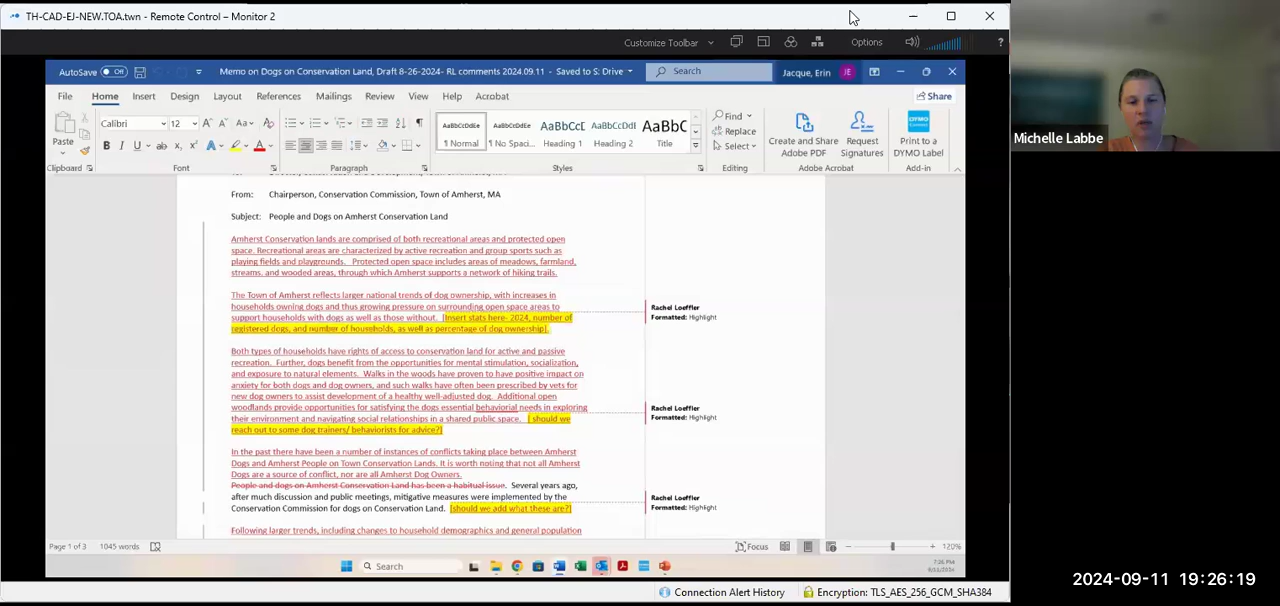 TH-CAD-EJ-NEW.TOA.twn - Remote Control – Monitor 2
Customize Toolbar
Options
?
AutoSave Off
Memo on Dogs on Conservation Land, Draft 8-26-2024- RL comments 2024.09.11 - Saved to S: Drive
Search
Jacque, Erin
JE
File Home Insert Design Layout References Mailings Review View Help Acrobat
Share
Paste
Calibri
12
AaBbCcDdEe
AaBbCcDdEe
AaBbCcD
Normal
No Spaci...
Heading 1
Heading 2
Title
Find
Replace
Select
Create and Share Adobe PDF
Request Signatures
Print to a DYMO Label
Clipboard Font Paragraph Styles Editing Adobe Acrobat Add-in
From: Chairperson, Conservation Commission, Town of Amherst, MA
Subject: People and Dogs on Amherst Conservation Land
Amherst Conservation lands are comprised of both recreational areas and protected open
space. Recreational areas are characterized by active recreation and group sports such as
playing fields and playgrounds. Protected open space includes areas of meadows, farmland,
streams, and wooded areas, through which Amherst supports a network of hiking trails.
The Town of Amherst reflects larger national trends of dog ownership, with increases in
households owning dogs and thus growing pressure on surrounding open space areas to
support households with dogs as well as those without. [Insert stats here- 2024, number of
registered dogs, and number of households, as well as percentage of dog ownership].
Rachel Loeffler
Formatted: Highlight
Both types of households have rights of access to conservation land for active and passive
recreation. Further, dogs benefit from the opportunities for mental stimulation, socialization,
and exposure to natural elements. Walks in the woods have proven to have positive impact on
anxiety for both dogs and dog owners, and such walks have often been prescribed by vets for
new dog owners to assist development of a healthy well-adjusted dog. Additional open
woodlands provide opportunities for satisfying the dogs essential behaviorial needs in exploring
their environment and navigating social relationships in a shared public space. [ should we
reach out to some dog trainers/ behaviorists for advice?]
Rachel Loeffler
Formatted: Highlight
In the past there have been a number of instances of conflicts taking place between Amherst
Dogs and Amherst People on Town Conservation Lands. It is worth noting that not all Amherst
Dogs are a source of conflict, nor are all Amherst Dog Owners.
People and dogs on Amherst Conservation Land has been a habitual issue. Several years ago,
after much discussion and public meetings, mitigative measures were implemented by the
Conservation Commission for dogs on Conservation Land. [should we add what these are?]
Rachel Loeffler
Formatted: Highlight
Following larger trends, including changes to household demographics and general population
Page 1 of 3
1045 words
Focus
120%
Search
7:26 PM
9/11/2024
Connection Alert History
Encryption: TLS_AES_256_GCM_SHA384
Michelle Labbe
2024-09-11 19:26:19